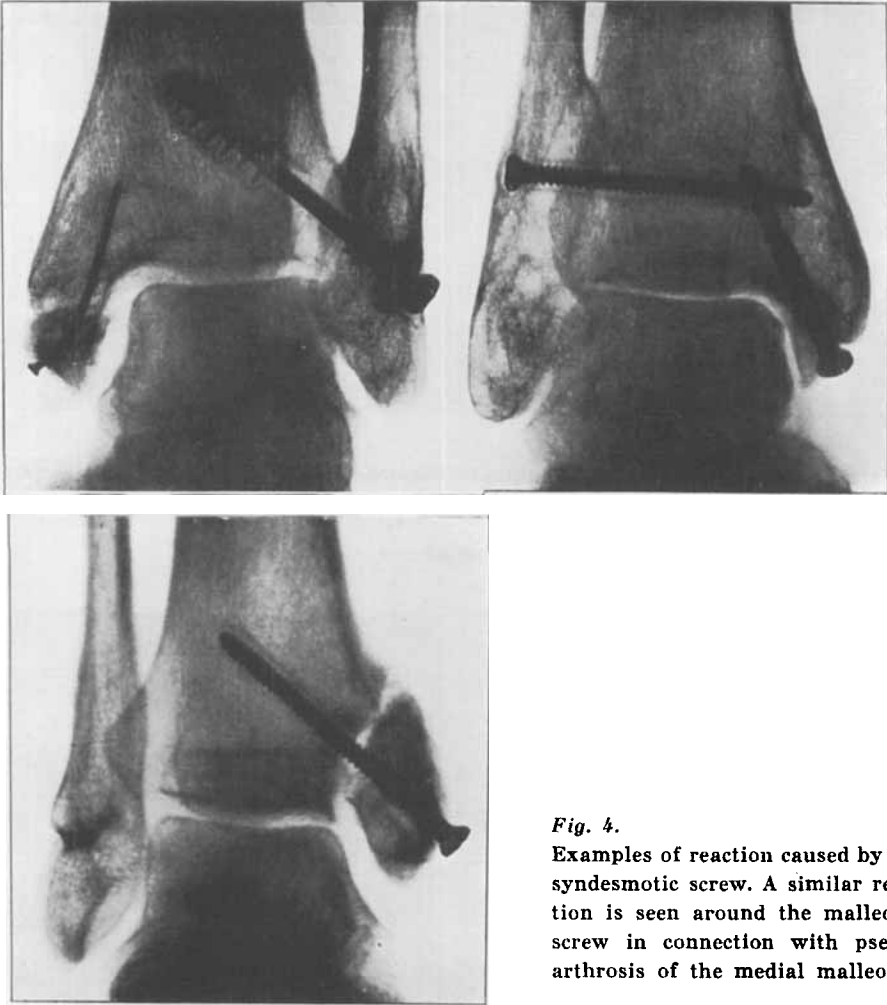 Fig. 4.
Examples of reaction caused by
syndesmotic screw. A similar re
tion is seen around the malleo
screw in connection with pse
arthrosis of the medial malleo